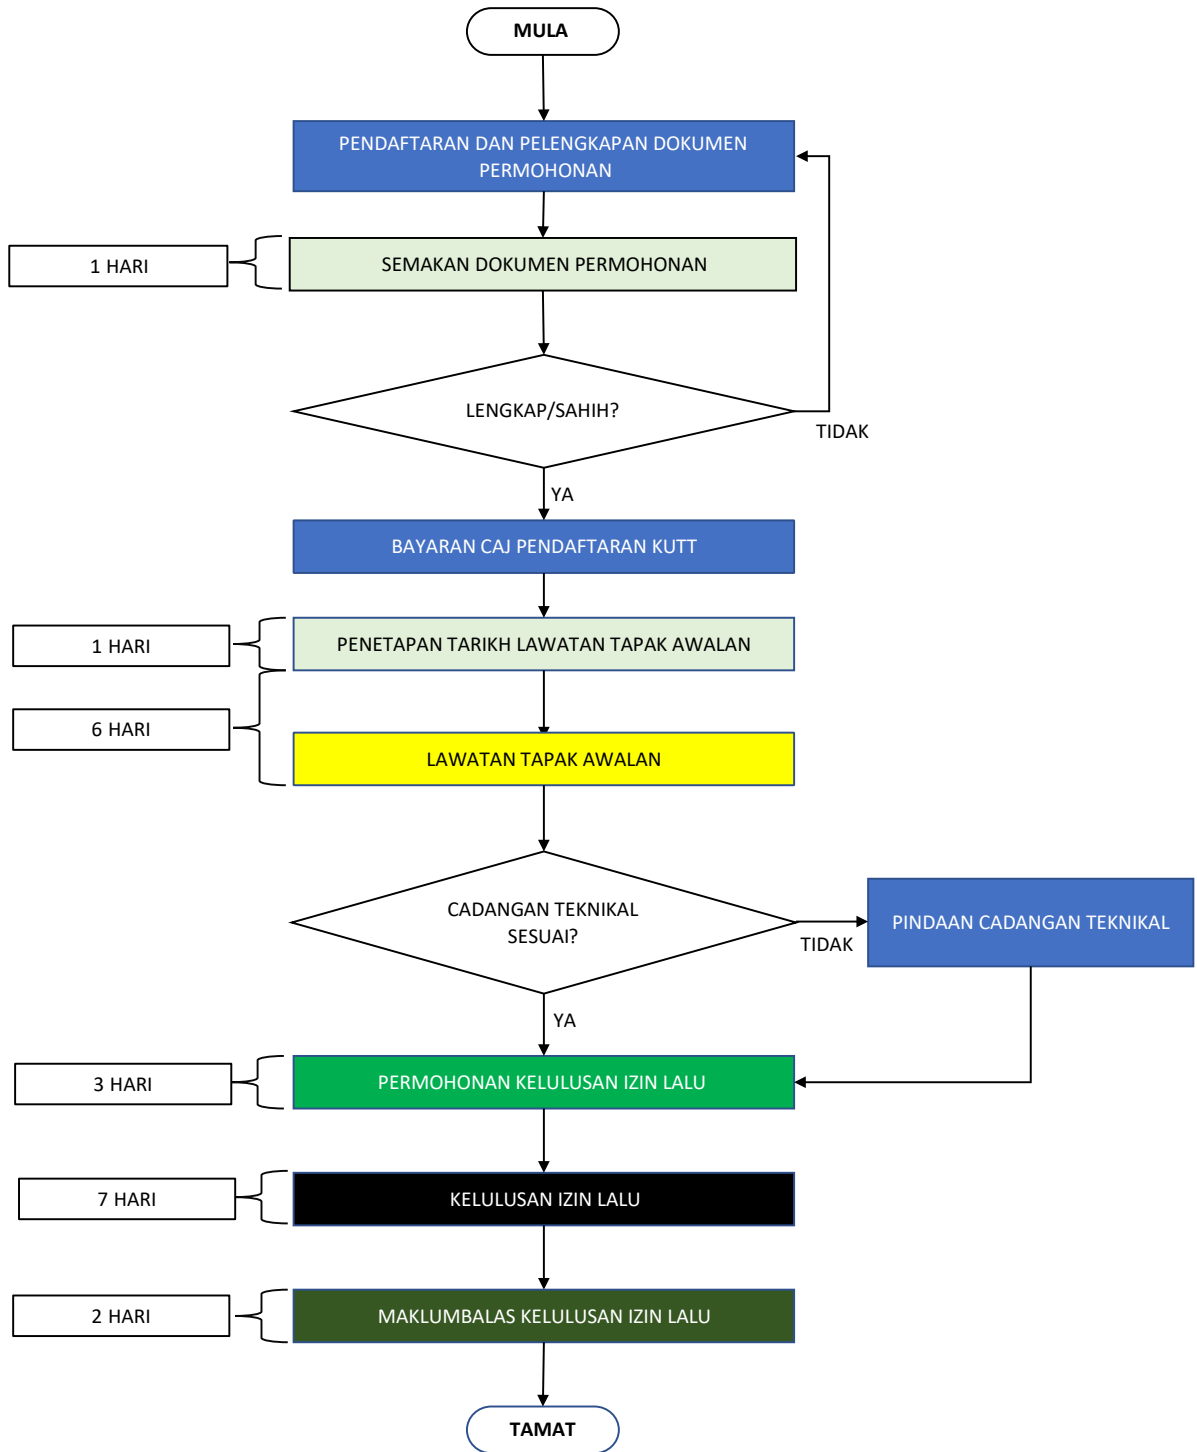 MULA
PENDAFTARAN DAN PELENGKAPAN DOKUMEN
PERMOHONAN
1 HARI
SEMAKAN DOKUMEN PERMOHONAN
LENGKAP/SAHIH?
TIDAK
YA
BAYARAN CAJ PENDAFTARAN KUTT
1 HARI
PENETAPAN TARIKH LAWATAN TAPAK AWALAN
6 HARI
LAWATAN TAPAK AWALAN
CADANGAN TEKNIKAL
SESUAI?
TIDAK
PINDAAN CADANGAN TEKNIKAL
YA
3 HARI
PERMOHONAN KELULUSAN IZIN LALU
7 HARI
KELULUSAN IZIN LALU
2 HARI
MAKLUMBALAS KELULUSAN IZIN LALU
TAMAT